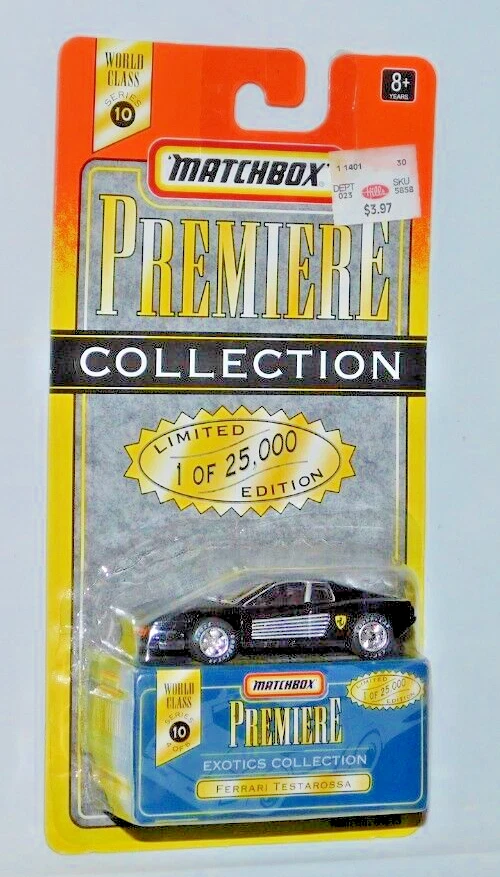 WORLD
CLASS
SERIES
10
8+
YEARS
MATCHBOX
1 1401 30
DEPT SKU
023 Hills 5858
$3.97
PREMIERE
COLLECTION
LIMITED
1 OF 25,000
EDITION
WORLD
CLASS
SERIES
10
MATCHBOX
LIMITED
1 OF 25,000
EDITION
PREMIERE
EXOTICS COLLECTION
FERRARI TESTAROSSA